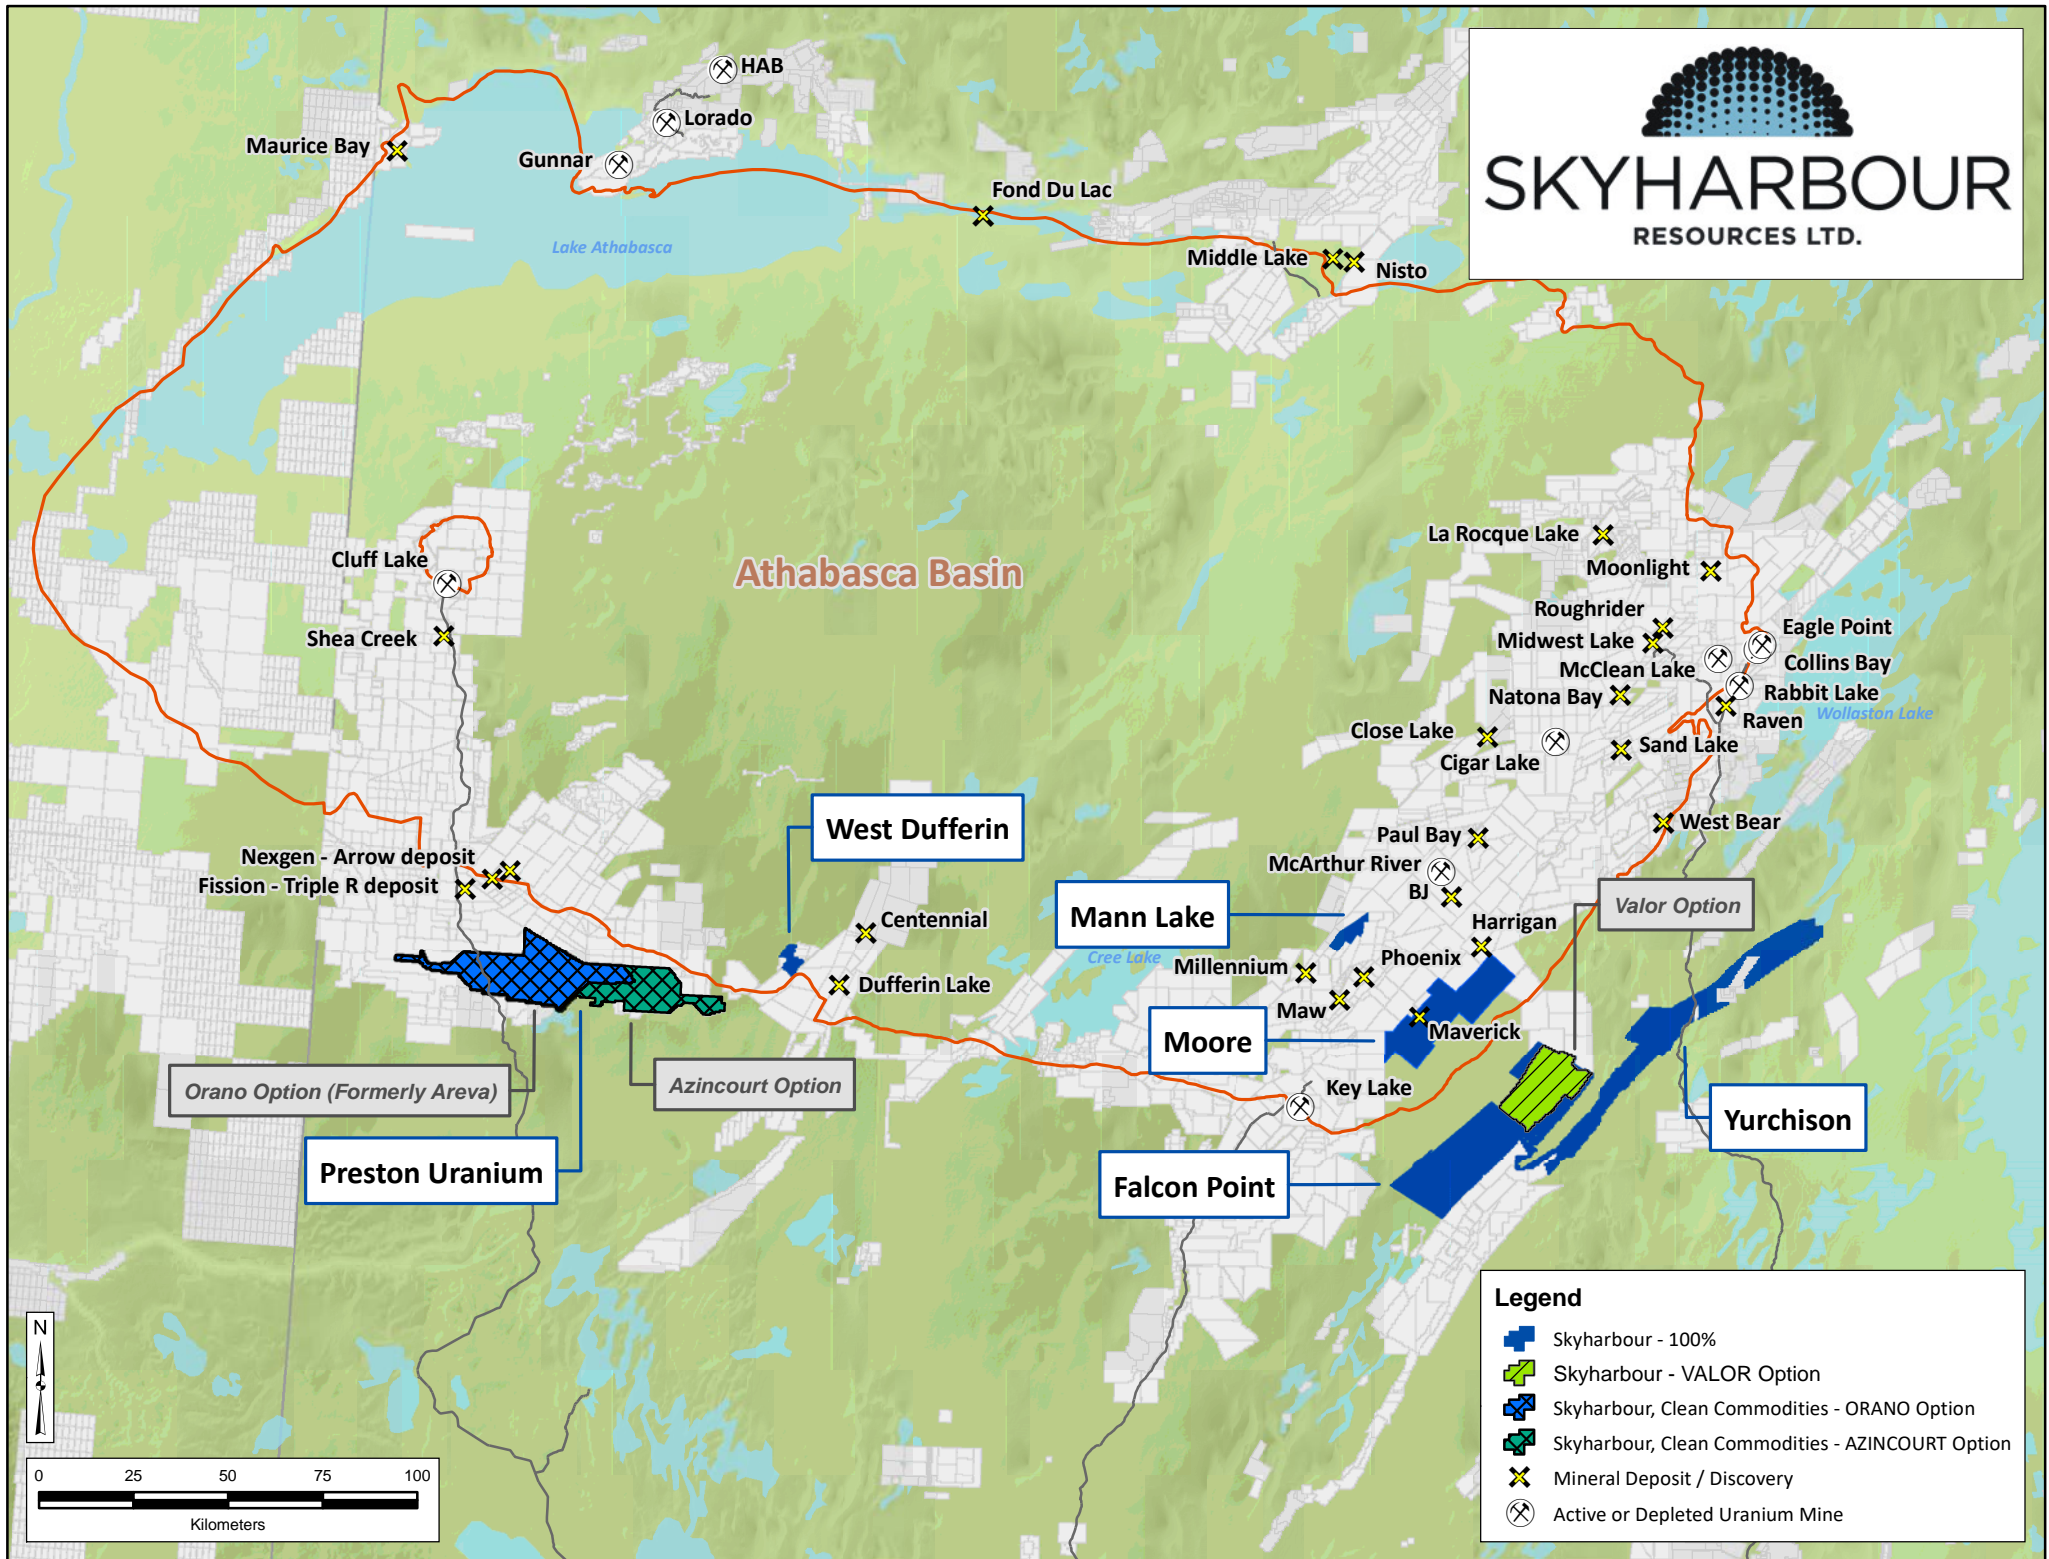 SKYHARBOUR
RESOURCES LTD.
HAB
Lorado
Maurice Bay
Gunnar
Fond Du Lac
Lake Athabasca
Middle Lake
Nisto
La Rocque Lake
Cluff Lake
Athabasca Basin
Moonlight
Roughrider
Shea Creek
Midwest Lake
Eagle Point
McClean Lake
Collins Bay
Natona Bay
Rabbit Lake
Raven
Wollaston Lake
Close Lake
Sand Lake
Cigar Lake
West Dufferin
West Bear
Paul Bay
Nexgen - Arrow deposit
McArthur River
Fission - Triple R deposit
BJ
Valor Option
Mann Lake
Centennial
Harrigan
Cree Lake
Phoenix
Millennium
Dufferin Lake
Maw
Maverick
Moore
Orano Option (Formerly Areva)
Azincourt Option
Key Lake
Yurchison
Preston Uranium
Falcon Point
Legend
Skyharbour - 100%
Skyharbour - VALOR Option
Skyharbour, Clean Commodities - ORANO Option
Skyharbour, Clean Commodities - AZINCOURT Option
Mineral Deposit / Discovery
Active or Depleted Uranium Mine
N
0 25 50 75 100
Kilometers